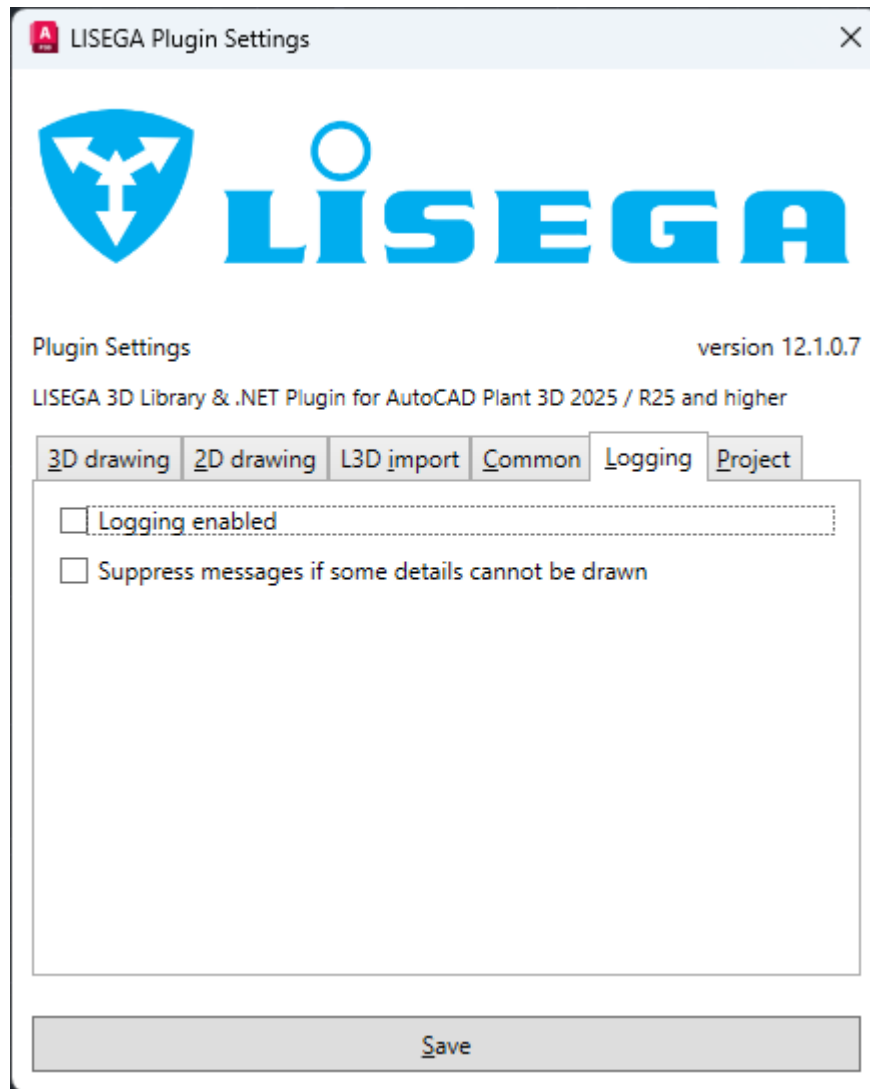 LISEGA Plugin Settings
LISEGA
Plugin Settings
version 12.1.0.7
LISEGA 3D Library & .NET Plugin for AutoCAD Plant 3D 2025 / R25 and higher
3D drawing 2D drawing L3D import Common Logging Project
Logging enabled
Suppress messages if some details cannot be drawn
Save